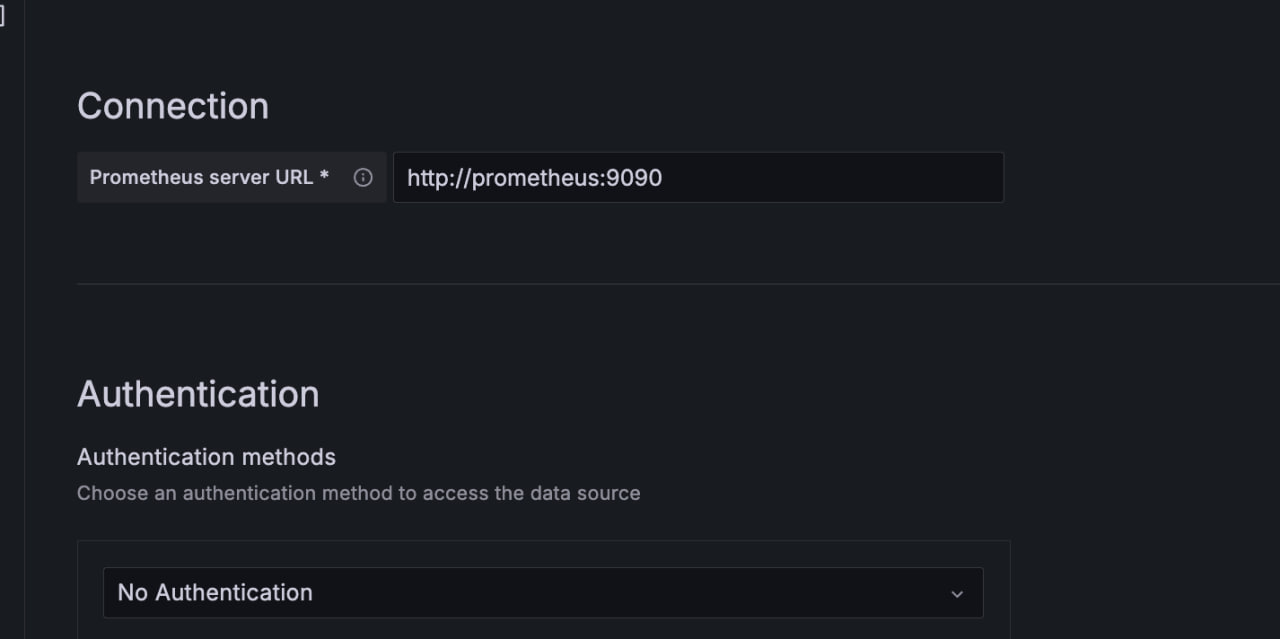 Connection
Prometheus server URL * http://prometheus:9090
Authentication
Authentication methods
Choose an authentication method to access the data source
No Authentication